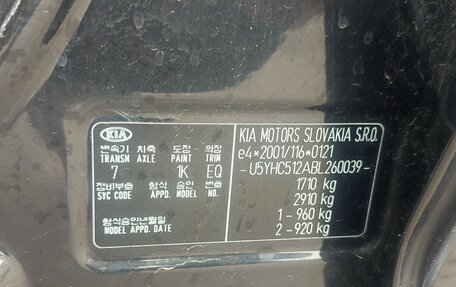 KIA
변속기 차축 도장 의장
TRANSM AXLE PAINT TRIM
7 1K EQ
정비부호 형식 승인 번호
SVC CODE APPD. MODEL NO.
형식승인년월일
MODEL APPD. DATE
KIA MOTORS SLOVAKIA S.R.O.
e4*2001/116*0121
- U5YHC512ABL260039 -
1710 kg
2910 kg
1 - 960 kg
2 - 920 kg